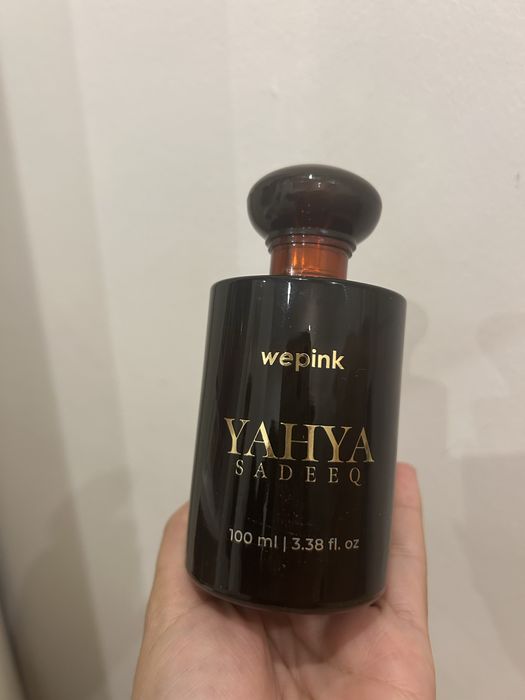 wepink
YAHYA
SADEEQ
100 ml | 3.38 fl. oz